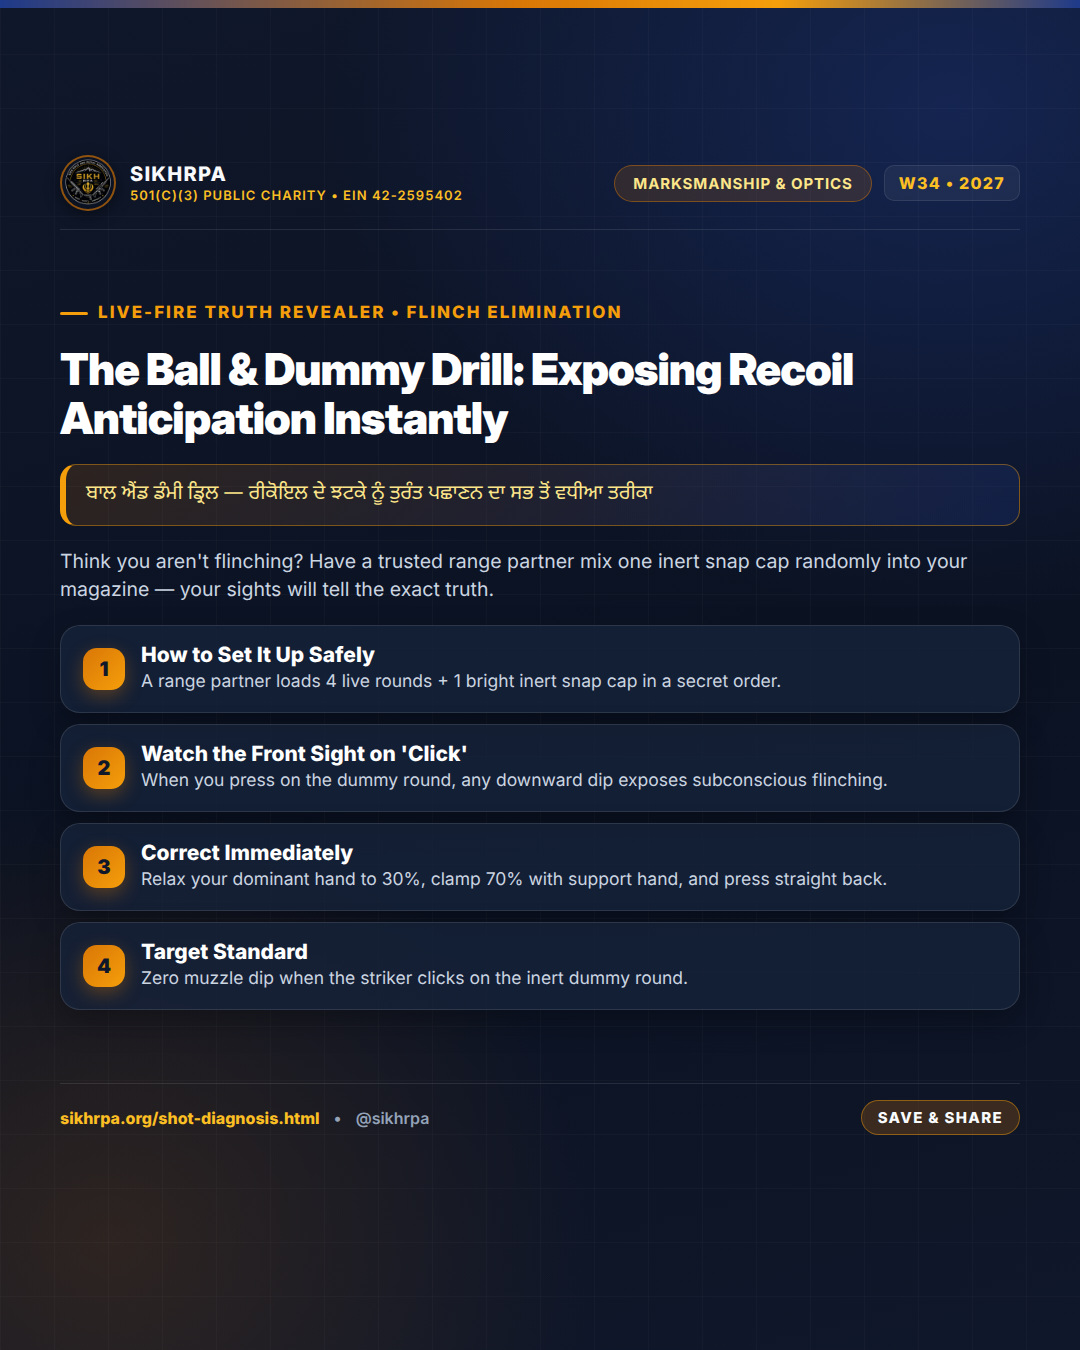 SIKH
SIKHRPA
501(C)(3) PUBLIC CHARITY • EIN 42-2595402
MARKSMANSHIP & OPTICS
W34 • 2027
LIVE-FIRE TRUTH REVEALER • FLINCH ELIMINATION
The Ball & Dummy Drill: Exposing Recoil
Anticipation Instantly
ਬਾਲ ਐਂਡ ਡੰਮੀ ਡ੍ਰਿਲ — ਰੀਕੋਇਲ ਦੇ ਝਟਕੇ ਨੂੰ ਤੁਰੰਤ ਪਛਾਣਨ ਦਾ ਸਭ ਤੋਂ ਵਧੀਆ ਤਰੀਕਾ
Think you aren't flinching? Have a trusted range partner mix one inert snap cap randomly into your
magazine — your sights will tell the exact truth.
1
How to Set It Up Safely
A range partner loads 4 live rounds + 1 bright inert snap cap in a secret order.
2
Watch the Front Sight on 'Click'
When you press on the dummy round, any downward dip exposes subconscious flinching.
3
Correct Immediately
Relax your dominant hand to 30%, clamp 70% with support hand, and press straight back.
4
Target Standard
Zero muzzle dip when the striker clicks on the inert dummy round.
sikhrpa.org/shot-diagnosis.html • @sikhrpa
SAVE & SHARE